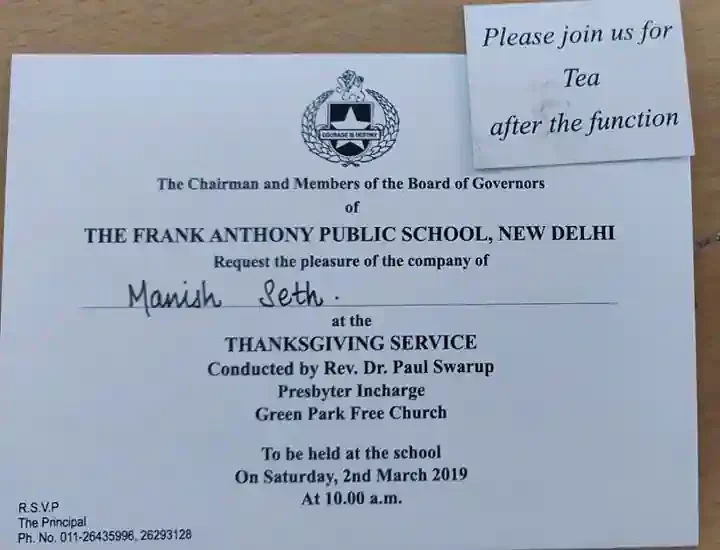 Please join us for
Tea
after the function
COURAGE IS DESTINY
The Chairman and Members of the Board of Governors
of
THE FRANK ANTHONY PUBLIC SCHOOL, NEW DELHI
Request the pleasure of the company of
Manish Seth.
at the
THANKSGIVING SERVICE
Conducted by Rev. Dr. Paul Swarup
Presbyter Incharge
Green Park Free Church
To be held at the school
On Saturday, 2nd March 2019
At 10.00 a.m.
R.S.V.P
The Principal
Ph. No. 011-26435996, 26293128